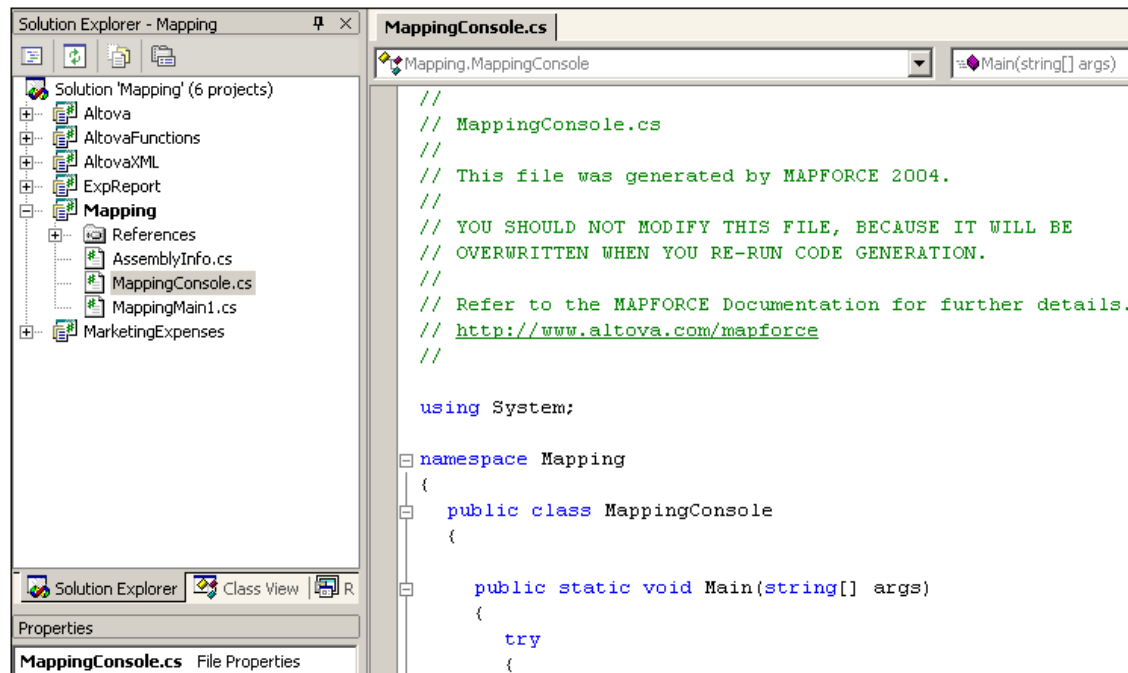 Solution Explorer - Mapping
Solution 'Mapping' (6 projects)
Altova
AltovaFunctions
AltovaXML
ExpReport
Mapping
References
AssemblyInfo.cs
MappingConsole.cs
MappingMain1.cs
MarketingExpenses
Solution Explorer
Class View
R
Properties
MappingConsole.cs File Properties
MappingConsole.cs
Mapping.MappingConsole
Main(string[] args)
//
// MappingConsole.cs
//
// This file was generated by MAPFORCE 2004.
//
// YOU SHOULD NOT MODIFY THIS FILE, BECAUSE IT WILL BE
// OVERWRITTEN WHEN YOU RE-RUN CODE GENERATION.
//
// Refer to the MAPFORCE Documentation for further details.
// http://www.altova.com/mapforce
//
using System;
namespace Mapping
{
public class MappingConsole
{
public static void Main(string[] args)
{
try
{